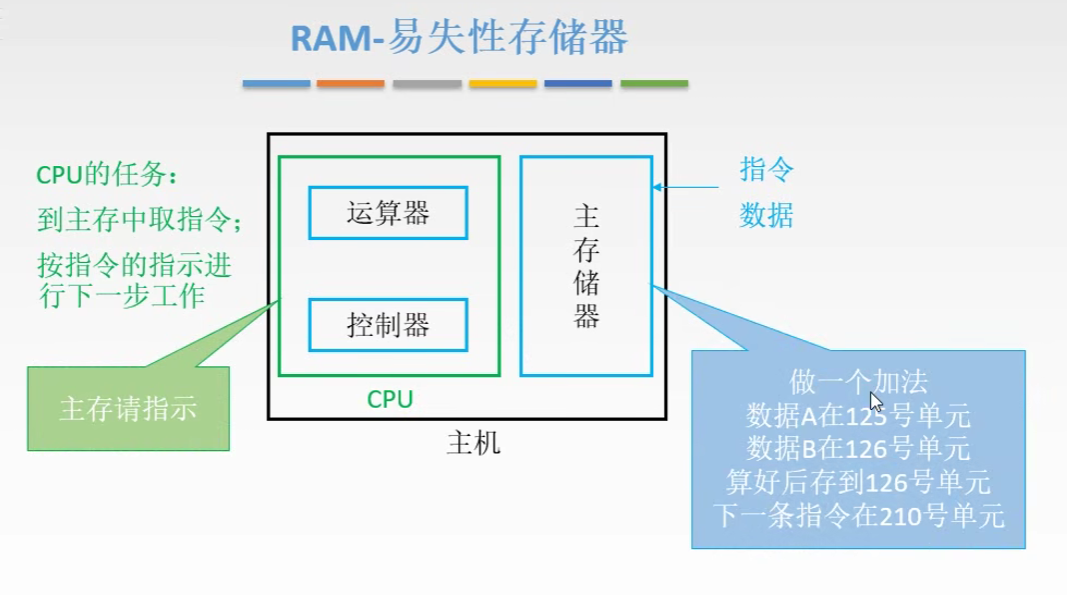 RAM-易失性存储器
CPU的任务：
到主存中取指令；
按指令的指示进
行下一步工作
主存请指示
运算器
控制器
CPU
主
存
储
器
主机
指令
数据
做一个加法
数据A在125号单元
数据B在126号单元
算好后存到126号单元
下一条指令在210号单元